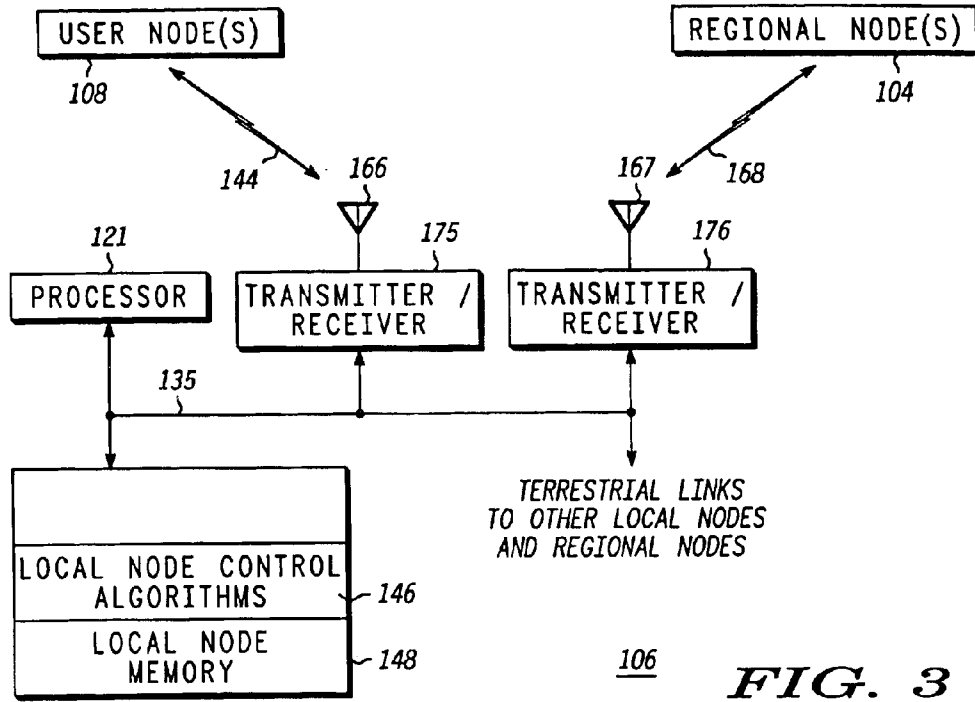 USER NODE(S)
REGIONAL NODE(S)
108
104
144
168
166
167
121
175
176
PROCESSOR
TRANSMITTER /
RECEIVER
TRANSMITTER /
RECEIVER
135
TERRESTRIAL LINKS
TO OTHER LOCAL NODES
AND REGIONAL NODES
LOCAL NODE CONTROL
ALGORITHMS
146
LOCAL NODE
MEMORY
148
106
FIG. 3